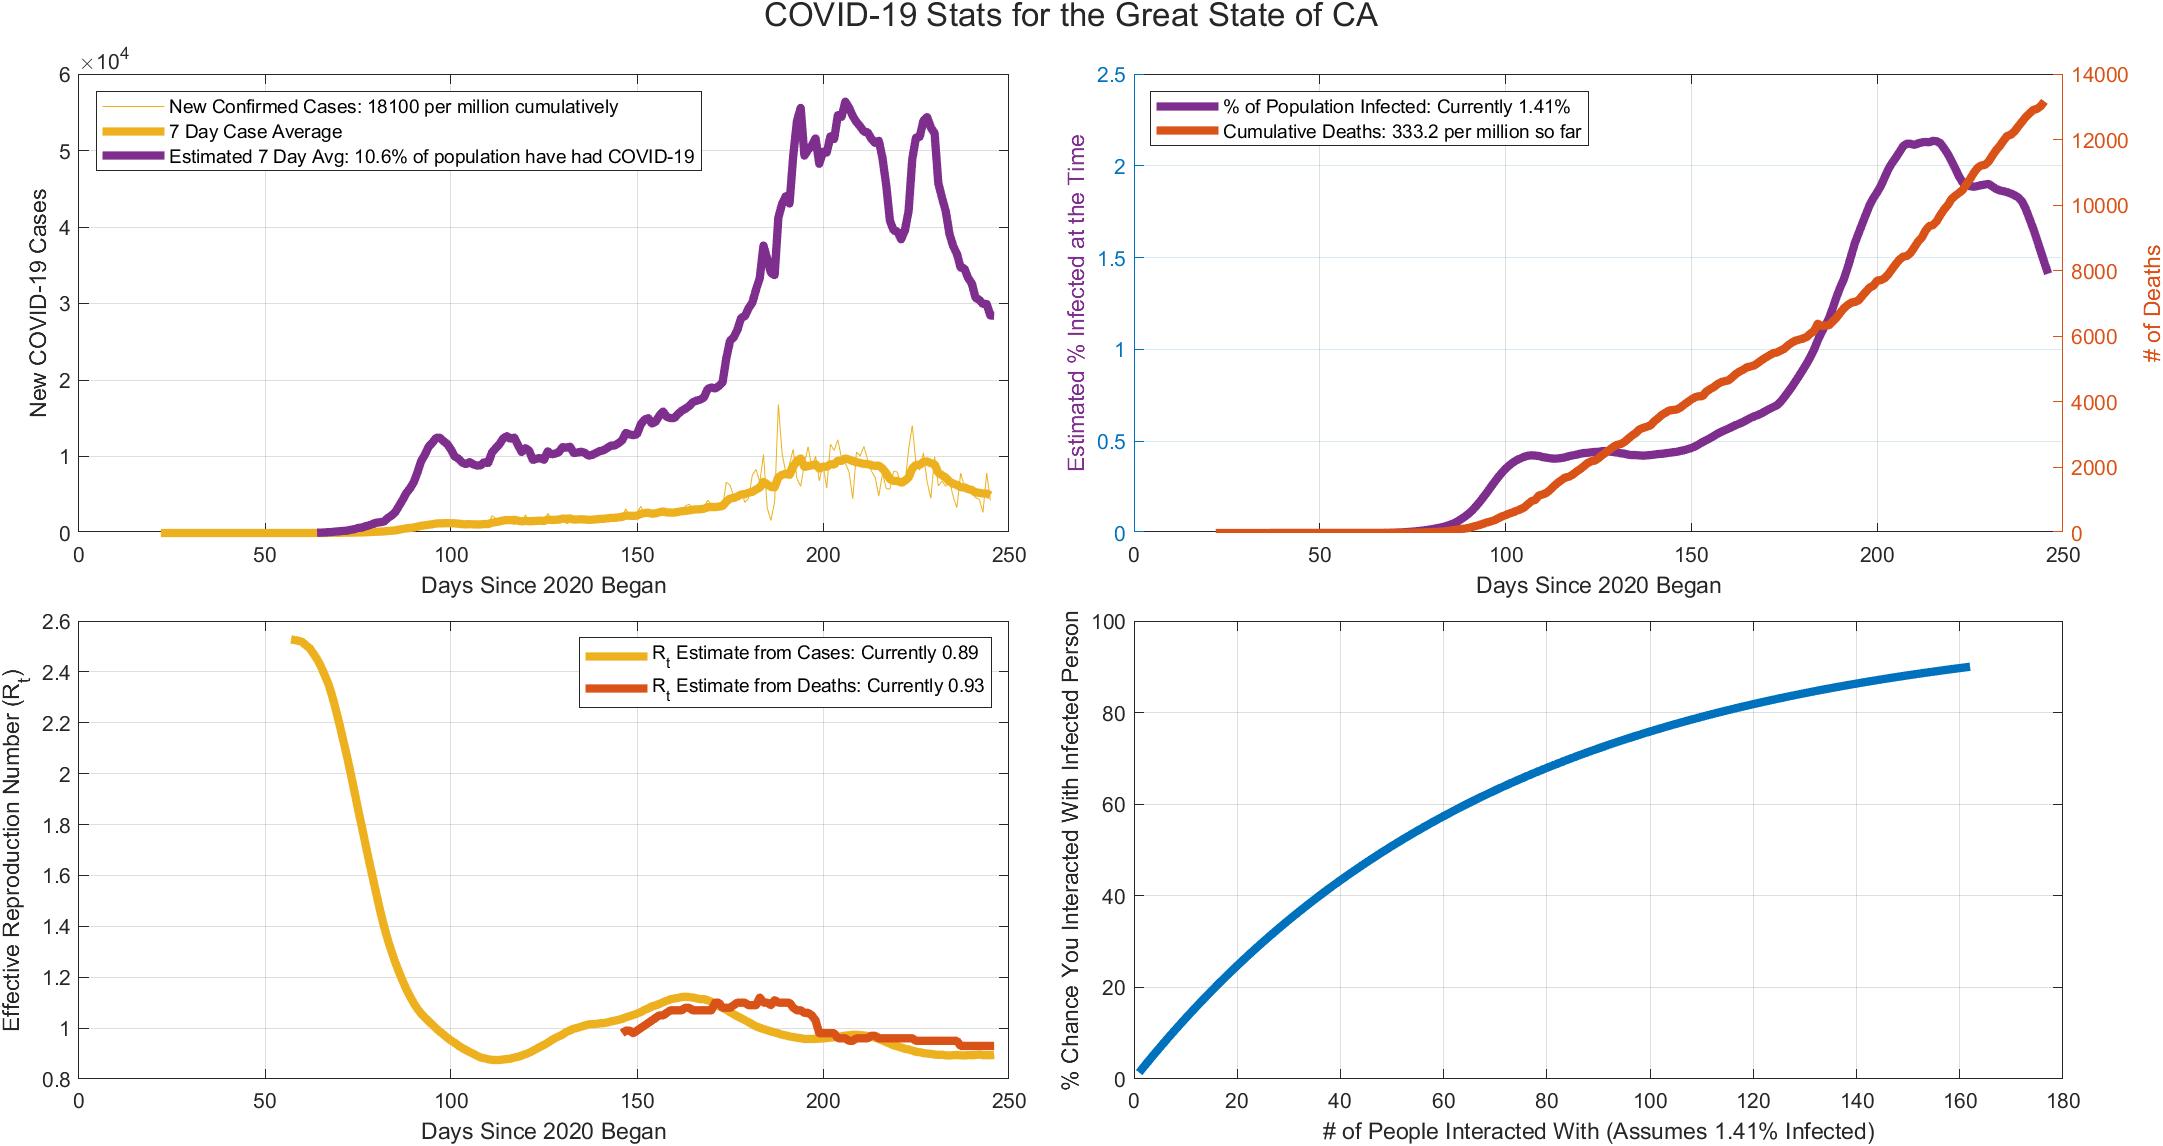 COVID-19 Stats for the Great State of CA
×10^4
6
5
4
3
2
1
0
New COVID-19 Cases
New Confirmed Cases: 18100 per million cumulatively
7 Day Case Average
Estimated 7 Day Avg: 10.6% of population have had COVID-19
0 50 100 150 200 250
Days Since 2020 Began
2.5
2
1.5
1
0.5
0
Estimated % Infected at the Time
% of Population Infected: Currently 1.41%
Cumulative Deaths: 333.2 per million so far
14000
12000
10000
8000
6000
4000
2000
0
# of Deaths
0 50 100 150 200 250
Days Since 2020 Began
2.6
2.4
2.2
2
1.8
1.6
1.4
1.2
1
0.8
Effective Reproduction Number (R_t)
R_t Estimate from Cases: Currently 0.89
R_t Estimate from Deaths: Currently 0.93
0 50 100 150 200 250
Days Since 2020 Began
100
80
60
40
20
0
% Chance You Interacted With Infected Person
0 20 40 60 80 100 120 140 160 180
# of People Interacted With (Assumes 1.41% Infected)